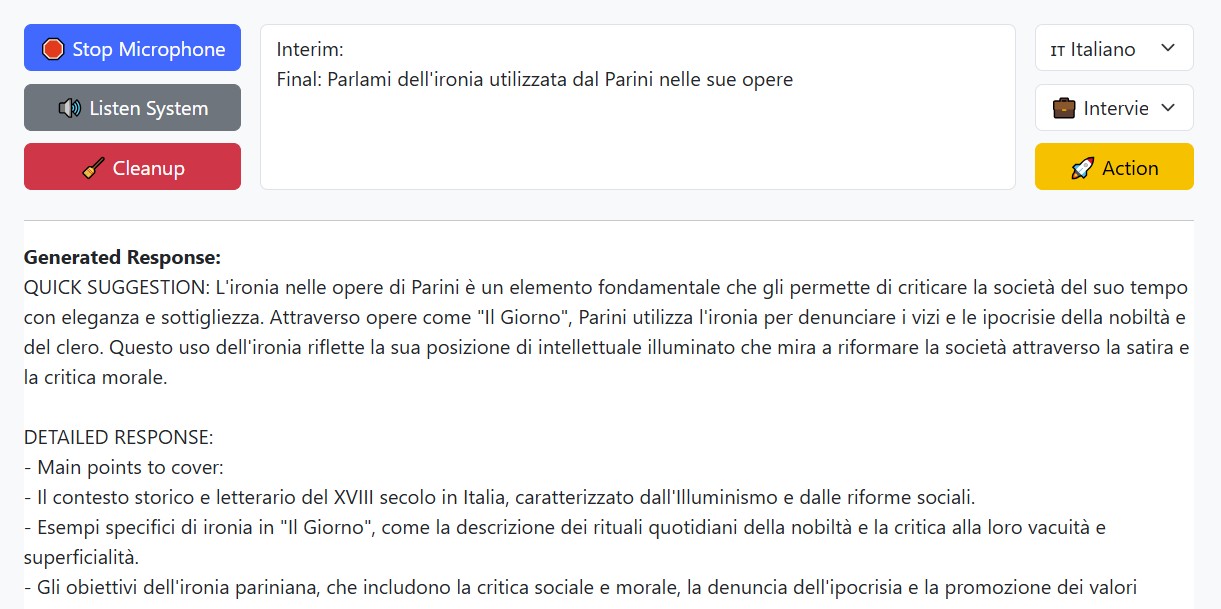 Stop Microphone
Listen System
Cleanup
Interim:
Final: Parlami dell'ironia utilizzata dal Parini nelle sue opere
IT Italiano
Intervie
Action
Generated Response:
QUICK SUGGESTION: L'ironia nelle opere di Parini è un elemento fondamentale che gli permette di criticare la società del suo tempo
con eleganza e sottigliezza. Attraverso opere come "Il Giorno", Parini utilizza l'ironia per denunciare i vizi e le ipocrisie della nobiltà e
del clero. Questo uso dell'ironia riflette la sua posizione di intellettuale illuminato che mira a riformare la società attraverso la satira e
la critica morale.
DETAILED RESPONSE:
- Main points to cover:
- Il contesto storico e letterario del XVIII secolo in Italia, caratterizzato dall'Illuminismo e dalle riforme sociali.
- Esempi specifici di ironia in "Il Giorno", come la descrizione dei rituali quotidiani della nobiltà e la critica alla loro vacuità e
superficialità.
- Gli obiettivi dell'ironia pariniana, che includono la critica sociale e morale, la denuncia dell'ipocrisia e la promozione dei valori